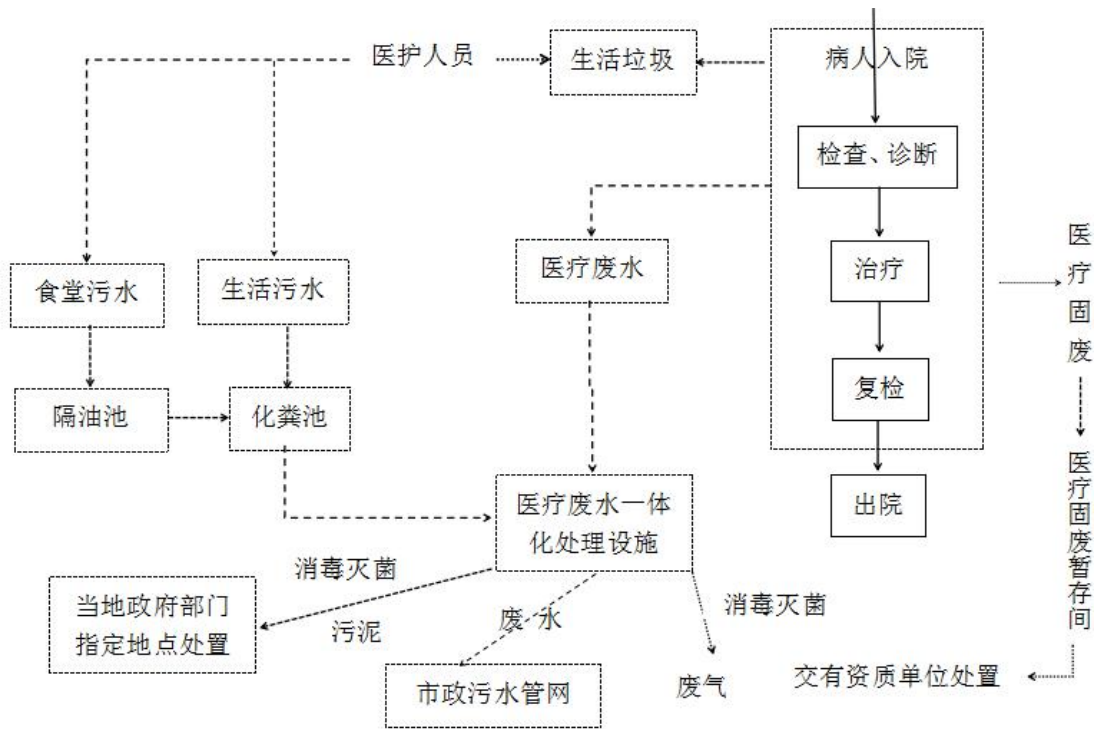 医护人员
生活垃圾
病人入院
检查、诊断
医疗废水
治疗
医疗固废
食堂污水
生活污水
隔油池
化粪池
复检
医疗废水一体
化处理设施
出院
医疗固废暂存间
消毒灭菌
当地政府部门
指定地点处置
污泥
废水
消毒灭菌
市政污水管网
废气
交有资质单位处置